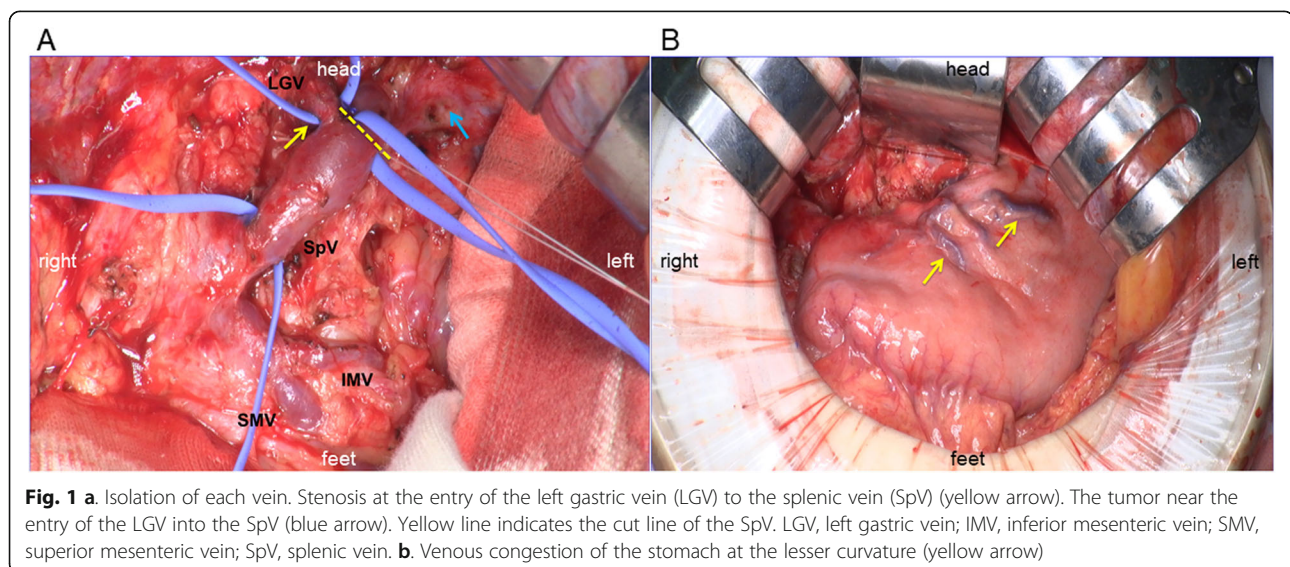 A
LGV
head
right
SpV
left
IMV
SMV
feet
B
head
right
left
feet
Fig. 1 a. Isolation of each vein. Stenosis at the entry of the left gastric vein (LGV) to the splenic vein (SpV) (yellow arrow). The tumor near the
entry of the LGV into the SpV (blue arrow). Yellow line indicates the cut line of the SpV. LGV, left gastric vein; IMV, inferior mesenteric vein; SMV,
superior mesenteric vein; SpV, splenic vein. b. Venous congestion of the stomach at the lesser curvature (yellow arrow)